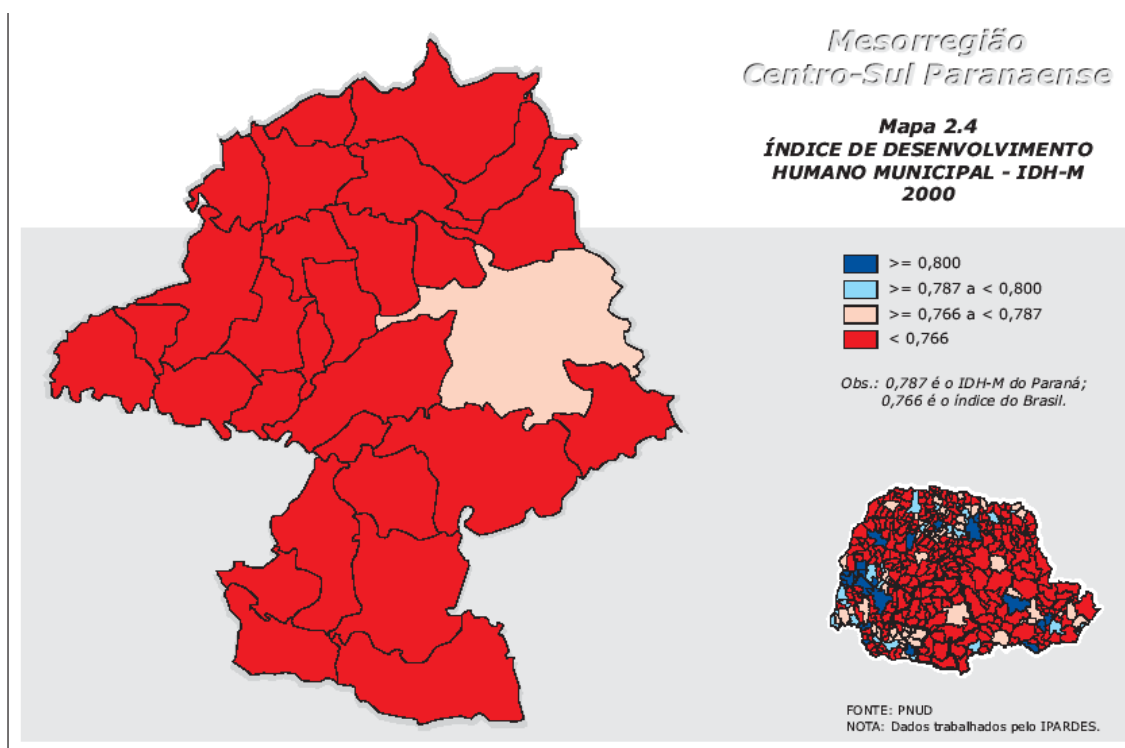 Mesorregião
Centro-Sul Paranaense
Mapa 2.4
ÍNDICE DE DESENVOLVIMENTO
HUMANO MUNICIPAL - IDH-M
2000
>= 0,800
>= 0,787 a < 0,800
>= 0,766 a < 0,787
< 0,766
Obs.: 0,787 é o IDH-M do Paraná;
0,766 é o índice do Brasil.
FONTE: PNUD
NOTA: Dados trabalhados pelo IPARDES.